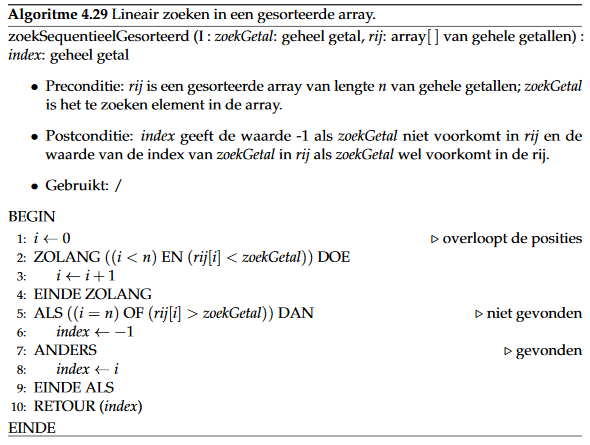 Algoritme 4.29 Lineair zoeken in een gesorteerde array.
zoekSequentieelGesorteerd (I : zoekGetal: geheel getal, rij: array[ ] van gehele getallen) :
index: geheel getal
• Preconditie: rij is een gesorteerde array van lengte n van gehele getallen; zoekGetal
is het te zoeken element in de array.
• Postconditie: index geeft de waarde -1 als zoekGetal niet voorkomt in rij en de
waarde van de index van zoekGetal in rij als zoekGetal wel voorkomt in de rij.
• Gebruikt: /
BEGIN
1: i ← 0 ▷ overloopt de posities
2: ZOLANG ((i < n) EN (rij[i] < zoekGetal)) DOE
3: i ← i + 1
4: EINDE ZOLANG
5: ALS ((i = n) OF (rij[i] > zoekGetal)) DAN ▷ niet gevonden
6: index ← −1
7: ANDERS ▷ gevonden
8: index ← i
9: EINDE ALS
10: RETOUR (index)
EINDE